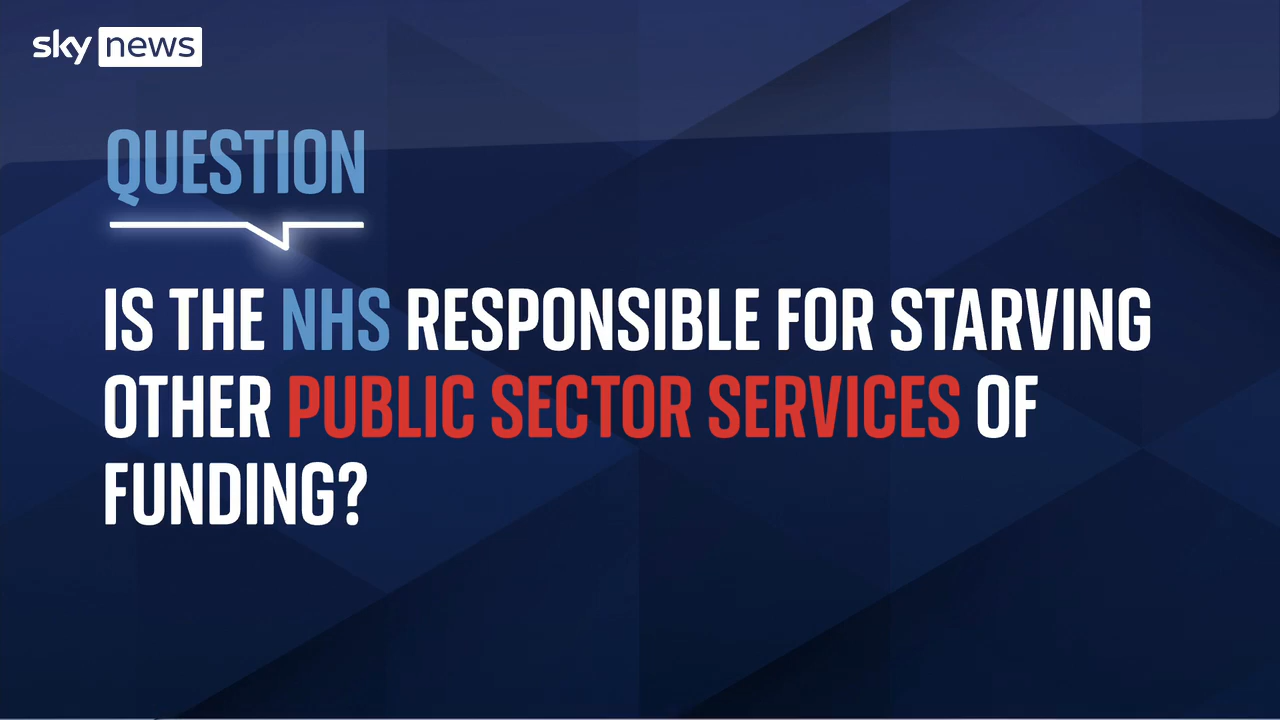 sky news
QUESTION
IS THE NHS RESPONSIBLE FOR STARVING
OTHER PUBLIC SECTOR SERVICES OF
FUNDING?